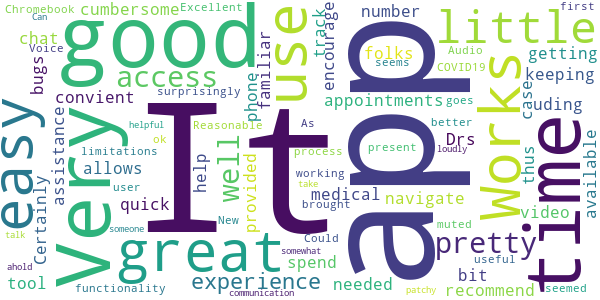 Chromebook
cumbersome
Excellent
Can
good
use
track
encourage
number
little
first
chat
Voice
bugs
access
phone
familiar
folks
seems
Audio
COVID19
getting
keeping
convient
surprisingly
assistance
appointments
goes
works
case
uding
easy
very
It
app
Reasonable
As
better
Drs
time
available
limitations
ok
helpful
process
present
loudly
thus
allows
help
well
provided
working
medical
navigate
user
quick
New
take
brought
muted
video
Certainly
someone
great
Could
somewhat
pretty
useful
talk
tool
experience
spend
needed
bit
recommend
seemed
ahold
functionality
communication
patchy